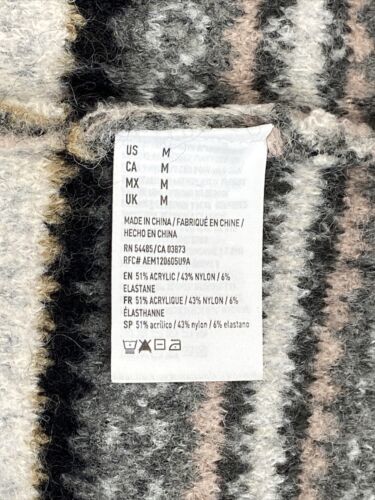 US M
CA M
MX M
UK M
MADE IN CHINA / FABRIQUÉ EN CHINE /
HECHO EN CHINA
RN 54485/CA 03873
RFC# AEM120605U9A
EN 51% ACRYLIC / 43% NYLON / 6%
ELASTANE
FR 51% ACRYLIQUE / 43% NYLON / 6%
ÉLASTHANNE
SP 51% acrílico / 43% nylon / 6% elastano